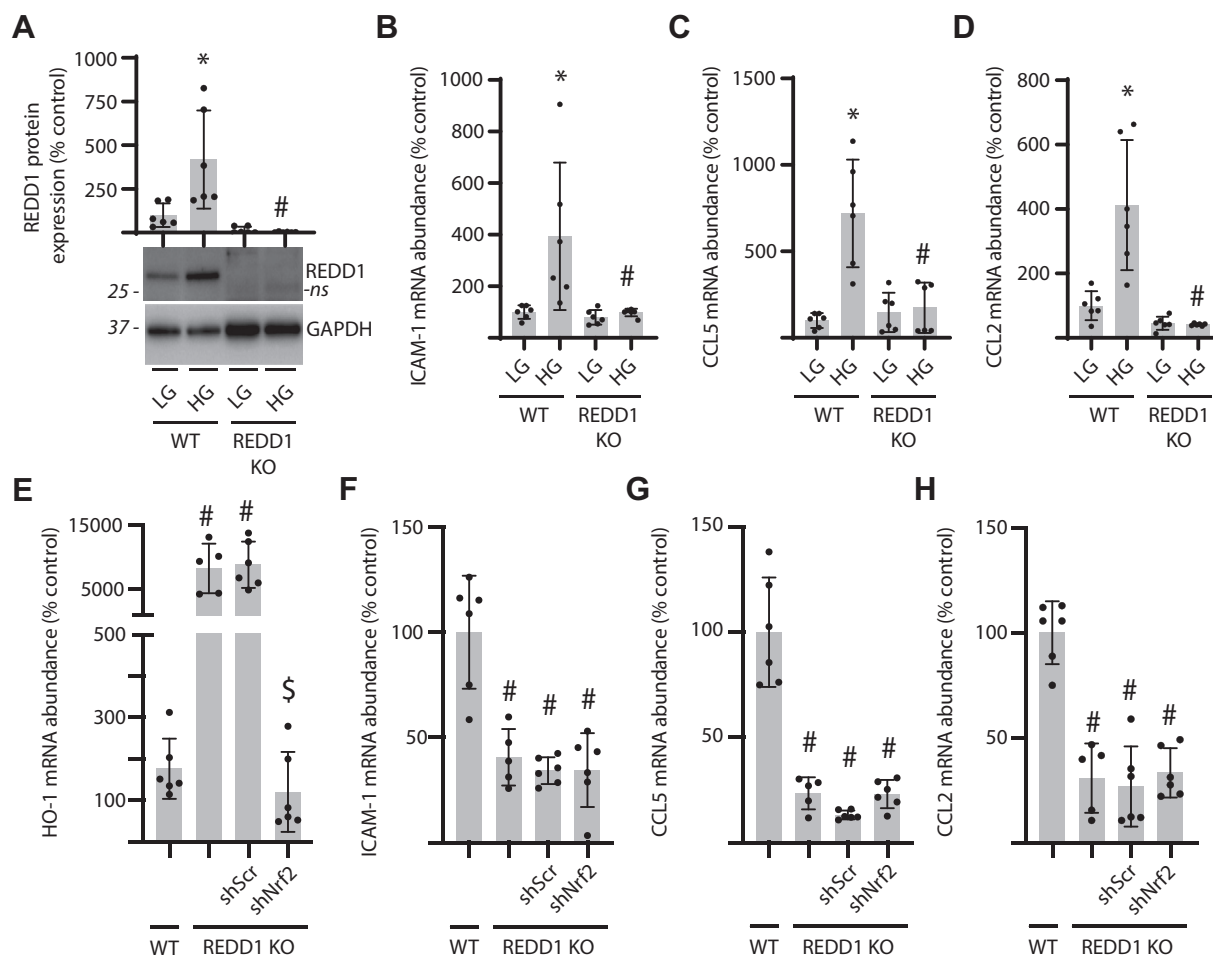 A
REDD1 protein
expression (% control)
1000
750
500
250
*
#
REDD1
25 -
-ns
37 -
GAPDH
LG
HG
LG
HG
WT
REDD1
KO
B
ICAM-1 mRNA abundance (% control)
1000
800
600
400
200
*
#
LG
HG
LG
HG
WT
REDD1
KO
C
CCL5 mRNA abundance (% control)
1500
1000
500
*
#
LG
HG
LG
HG
WT
REDD1
KO
D
CCL2 mRNA abundance (% control)
800
600
400
200
*
#
LG
HG
LG
HG
WT
REDD1
KO
E
HO-1 mRNA abundance (% control)
15000
5000
500
300
100
#
#
$
shScr
shNrf2
WT
REDD1 KO
F
ICAM-1 mRNA abundance (% control)
150
100
50
#
#
#
shScr
shNrf2
WT
REDD1 KO
G
CCL5 mRNA abundance (% control)
150
100
50
#
#
#
shScr
shNrf2
WT
REDD1 KO
H
CCL2 mRNA abundance (% control)
150
100
50
#
#
#
shScr
shNrf2
WT
REDD1 KO